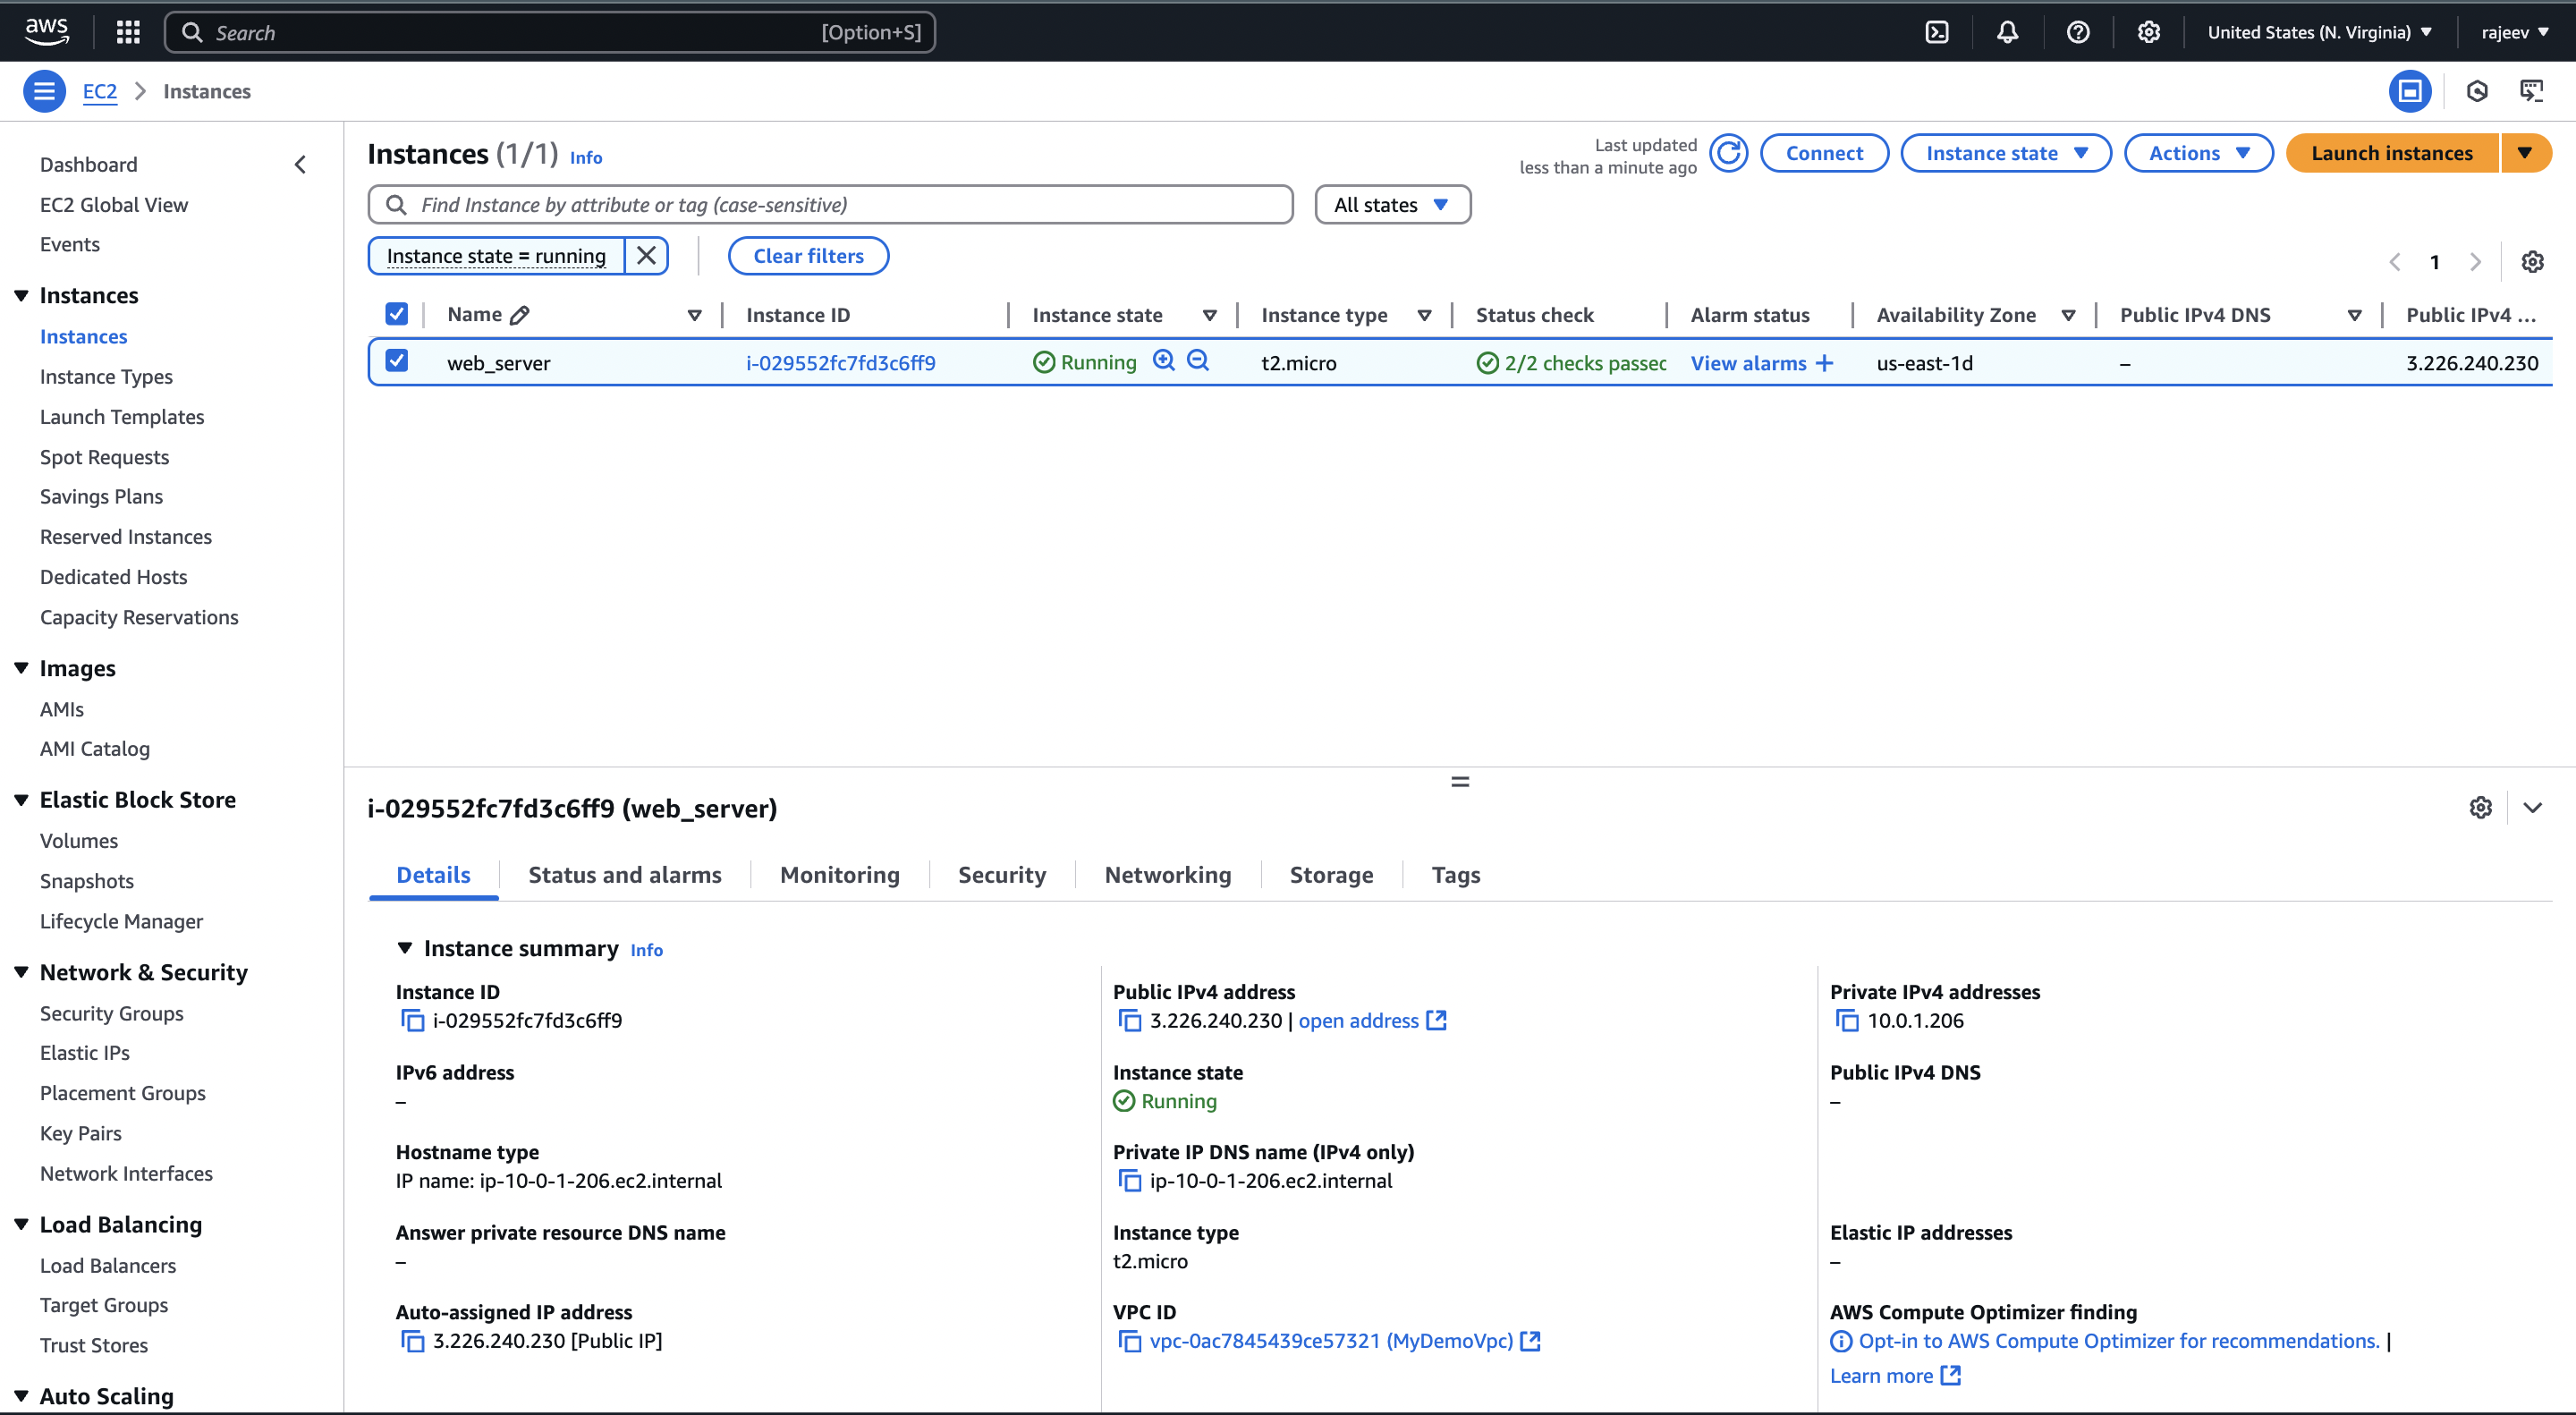 aws
Search
[Option+S]
United States (N. Virginia)
rajeev
EC2
Instances
Dashboard
EC2 Global View
Events
Instances
Instances
Instance Types
Launch Templates
Spot Requests
Savings Plans
Reserved Instances
Dedicated Hosts
Capacity Reservations
Images
AMIs
AMI Catalog
Elastic Block Store
Volumes
Snapshots
Lifecycle Manager
Network & Security
Security Groups
Elastic IPs
Placement Groups
Key Pairs
Network Interfaces
Load Balancing
Load Balancers
Target Groups
Trust Stores
Auto Scaling
Instances (1/1) Info
Last updated
less than a minute ago
Connect
Instance state
Actions
Launch instances
Find Instance by attribute or tag (case-sensitive)
All states
Instance state = running
Clear filters
1
Name
Instance ID
Instance state
Instance type
Status check
Alarm status
Availability Zone
Public IPv4 DNS
Public IPv4 ...
web_server
i-029552fc7fd3c6ff9
Running
t2.micro
2/2 checks passec
View alarms +
us-east-1d
–
3.226.240.230
i-029552fc7fd3c6ff9 (web_server)
Details
Status and alarms
Monitoring
Security
Networking
Storage
Tags
Instance summary Info
Instance ID
i-029552fc7fd3c6ff9
Public IPv4 address
3.226.240.230 | open address
Private IPv4 addresses
10.0.1.206
IPv6 address
–
Instance state
Running
Public IPv4 DNS
–
Hostname type
IP name: ip-10-0-1-206.ec2.internal
Private IP DNS name (IPv4 only)
ip-10-0-1-206.ec2.internal
Answer private resource DNS name
–
Instance type
t2.micro
Elastic IP addresses
–
Auto-assigned IP address
3.226.240.230 [Public IP]
VPC ID
vpc-0ac7845439ce57321 (MyDemoVpc)
AWS Compute Optimizer finding
Opt-in to AWS Compute Optimizer for recommendations. |
Learn more